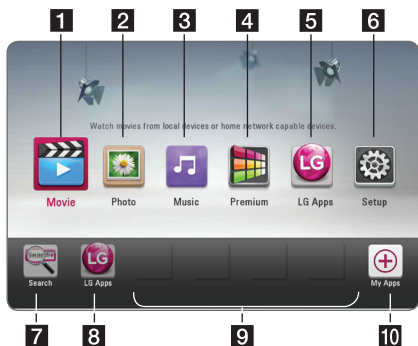 1 2 3 4 5 6
Watch movies from local devices or home network capable devices.
LG
Movie Photo Music Premium LG Apps Setup
Search LG
Search LG Apps My Apps
7 8 9 10